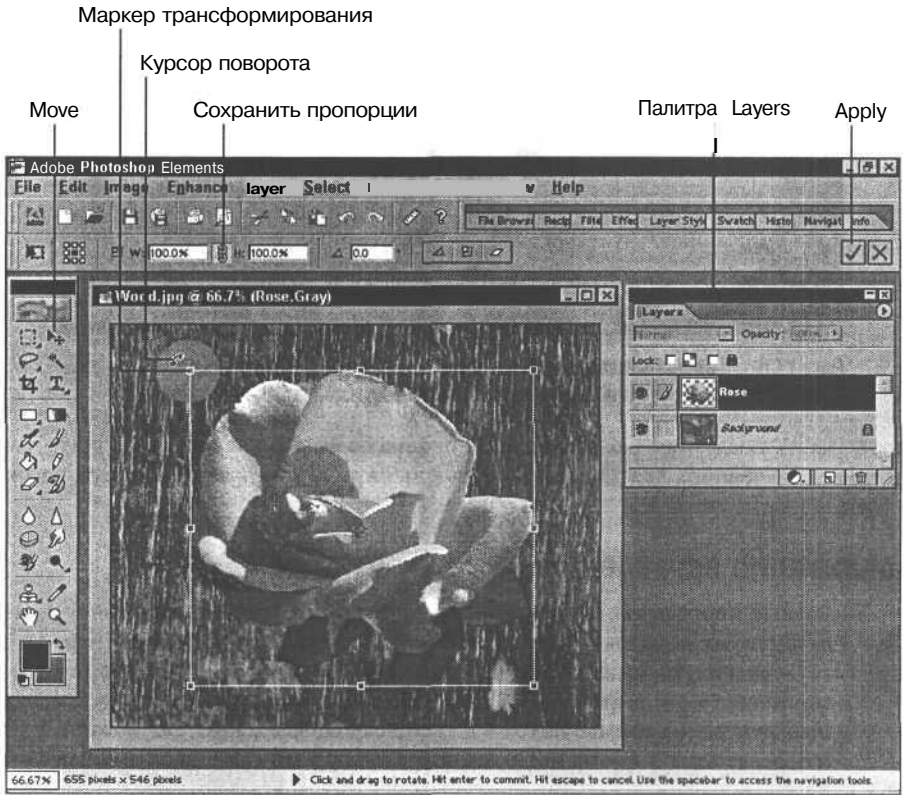 Маркер трансформирования
Курсор поворота
Move
Сохранить пропорции
Палитра Layers
Apply
Adobe Photoshop Elements
File Edit Image Enhance layer Select Help
File Brows Recip Filte Effec Layer Styl Swatch Histo Navigat Info
W: 100.0% H: 100.0% 0.0
Wood.jpg @ 66.7% (Rose,Gray)
Layers
Normal Opacity:
Lock:
Rose
Background
66.67% 655 pixels x 546 pixels Click and drag to rotate. Hit enter to commit. Hit escape to cancel. Use the spacebar to access the navigation tools.